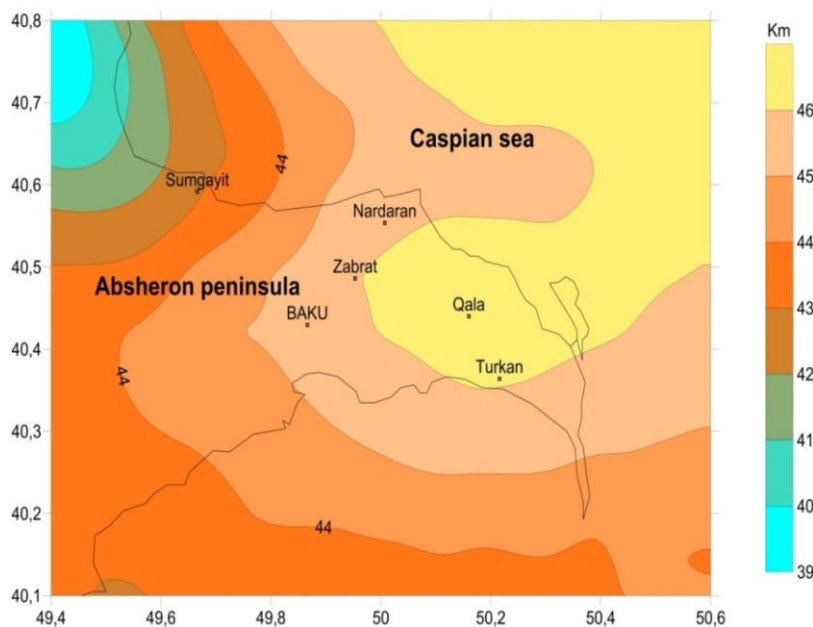 40,8
Km
40,7
46
Caspian sea
44
45
40,6
Sumgayit
Nardaran
44
40,5
Zabrat
Absheron peninsula
43
Qala
BAKU
40,4
42
Turkan
44
41
40,3
40
40,2
44
39
40,1
49,4
49,6
49,8
50
50,2
50,4
50,6